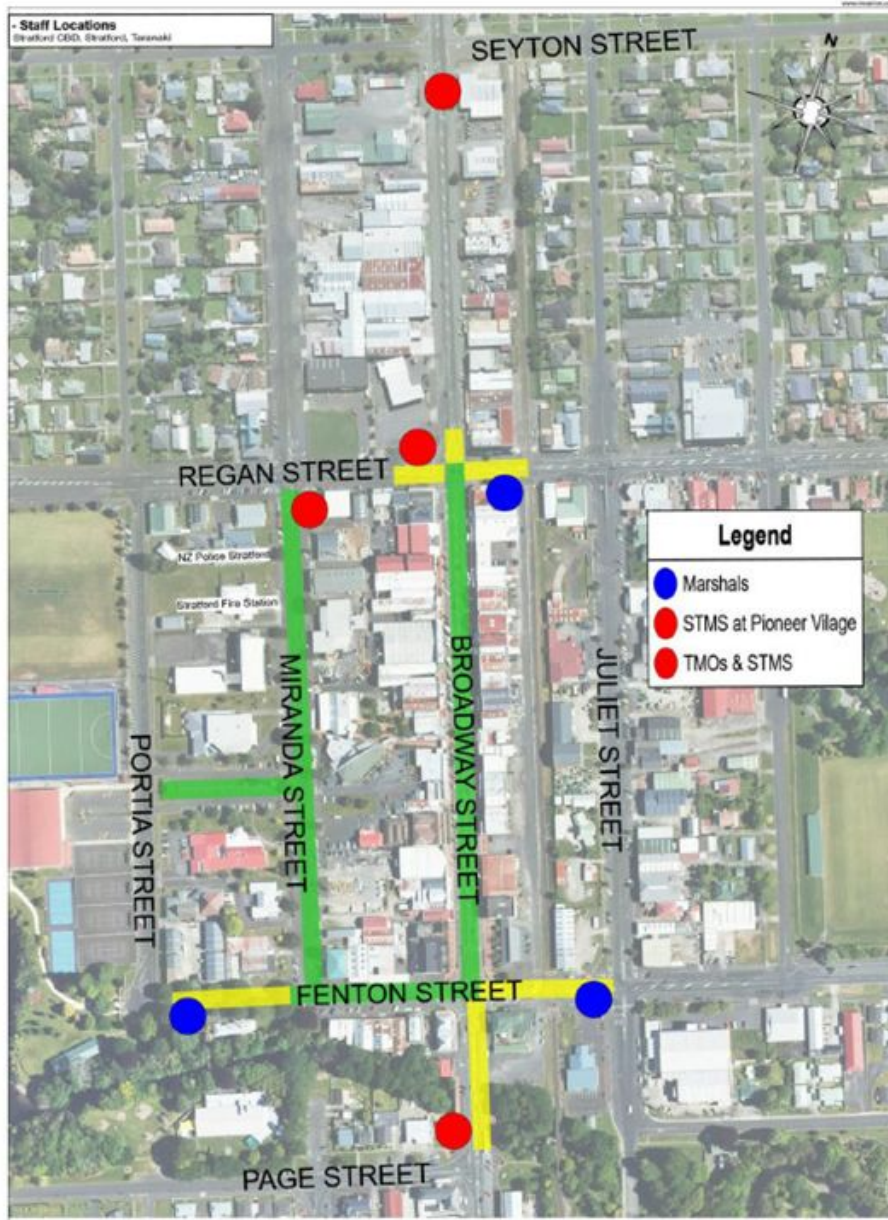 - Staff Locations
Stratford CBD, Stratford, Taranaki
SEYTON STREET
N
REGAN STREET
NZ Police Stratford
Stratford Fire Station
Legend
Marshals
STMS at Pioneer Vilage
TMOs & STMS
MIRANDA STREET
BROADWAY STREET
JULIET STREET
PORTIA STREET
FENTON STREET
PAGE STREET